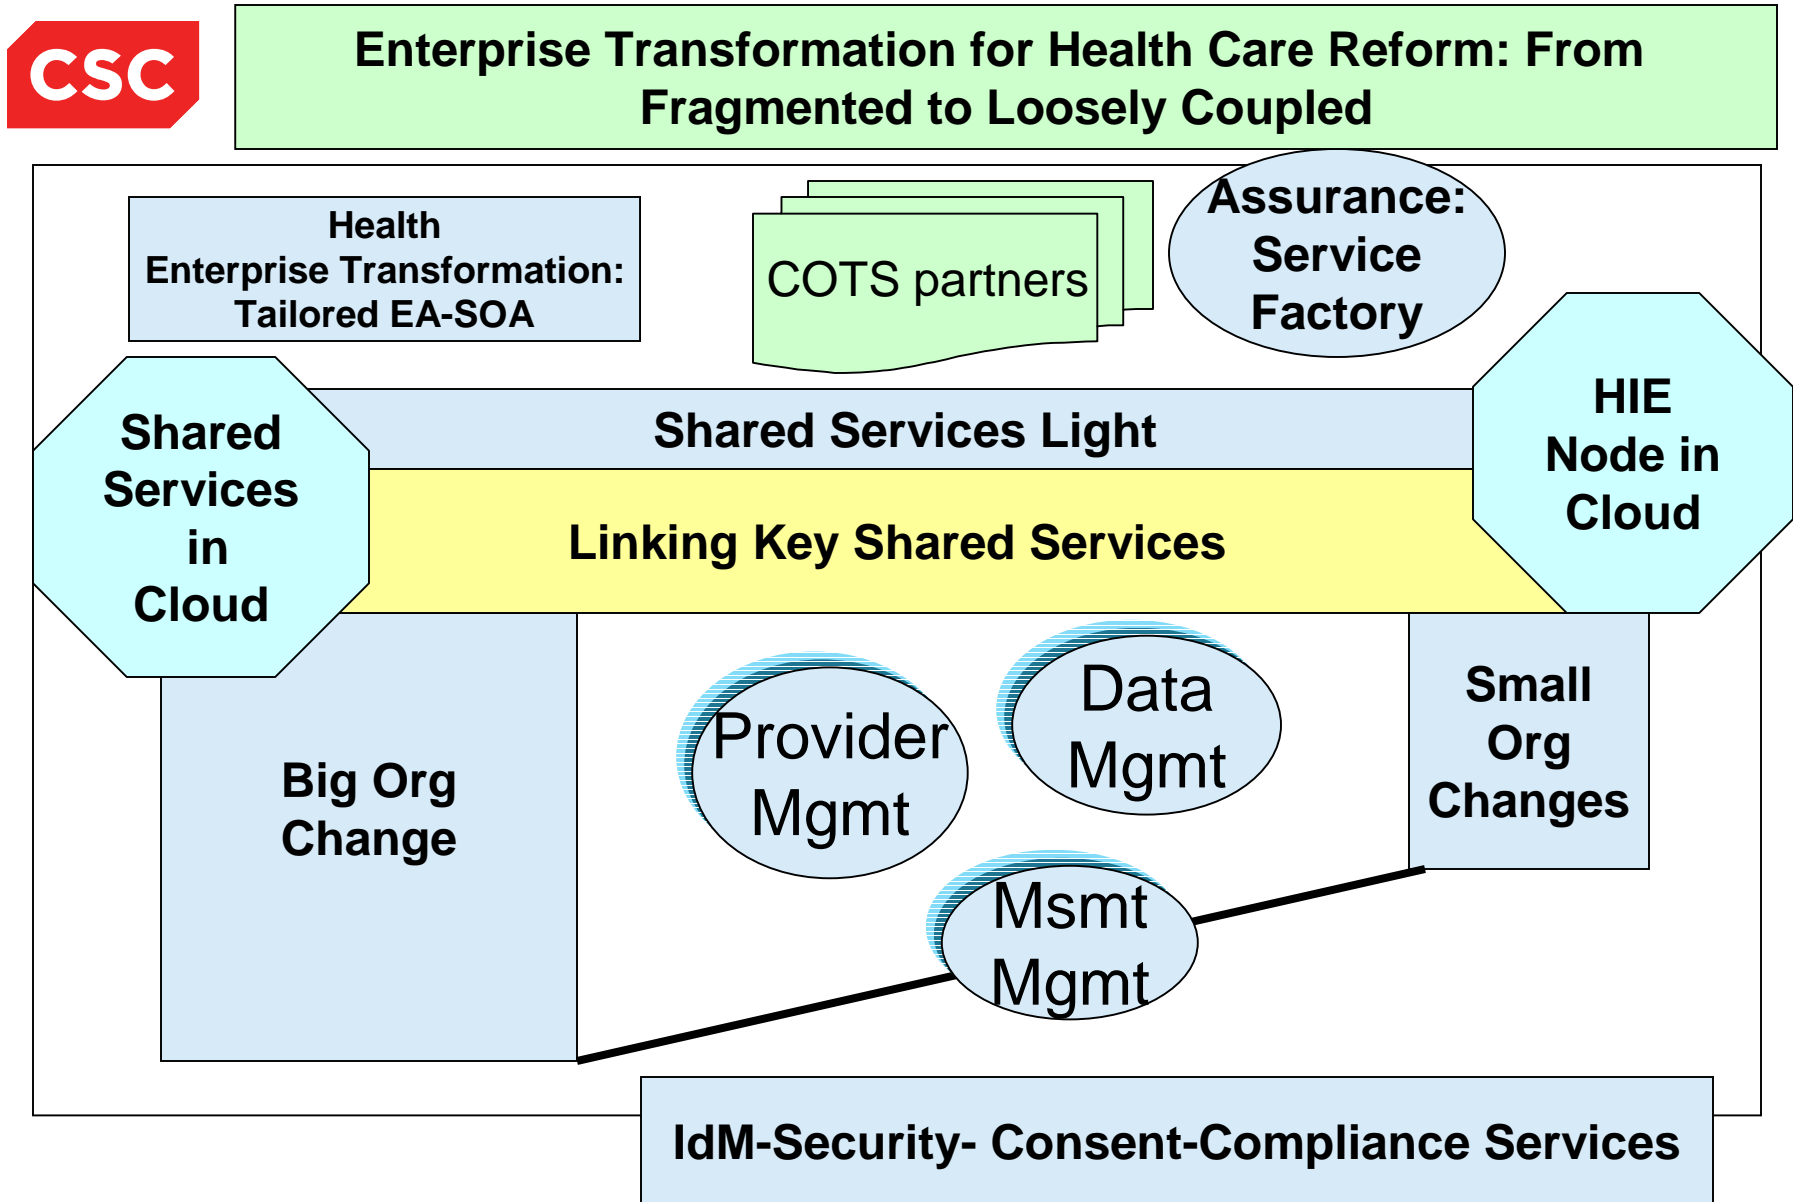 CSC
Enterprise Transformation for Health Care Reform: From
Fragmented to Loosely Coupled
Health
Enterprise Transformation:
Tailored EA-SOA
COTS partners
Assurance:
Service
Factory
Shared
Services
in
Cloud
Shared Services Light
HIE
Node in
Cloud
Linking Key Shared Services
Big Org
Change
Provider
Mgmt
Data
Mgmt
Small
Org
Changes
Msmt
Mgmt
IdM-Security- Consent-Compliance Services